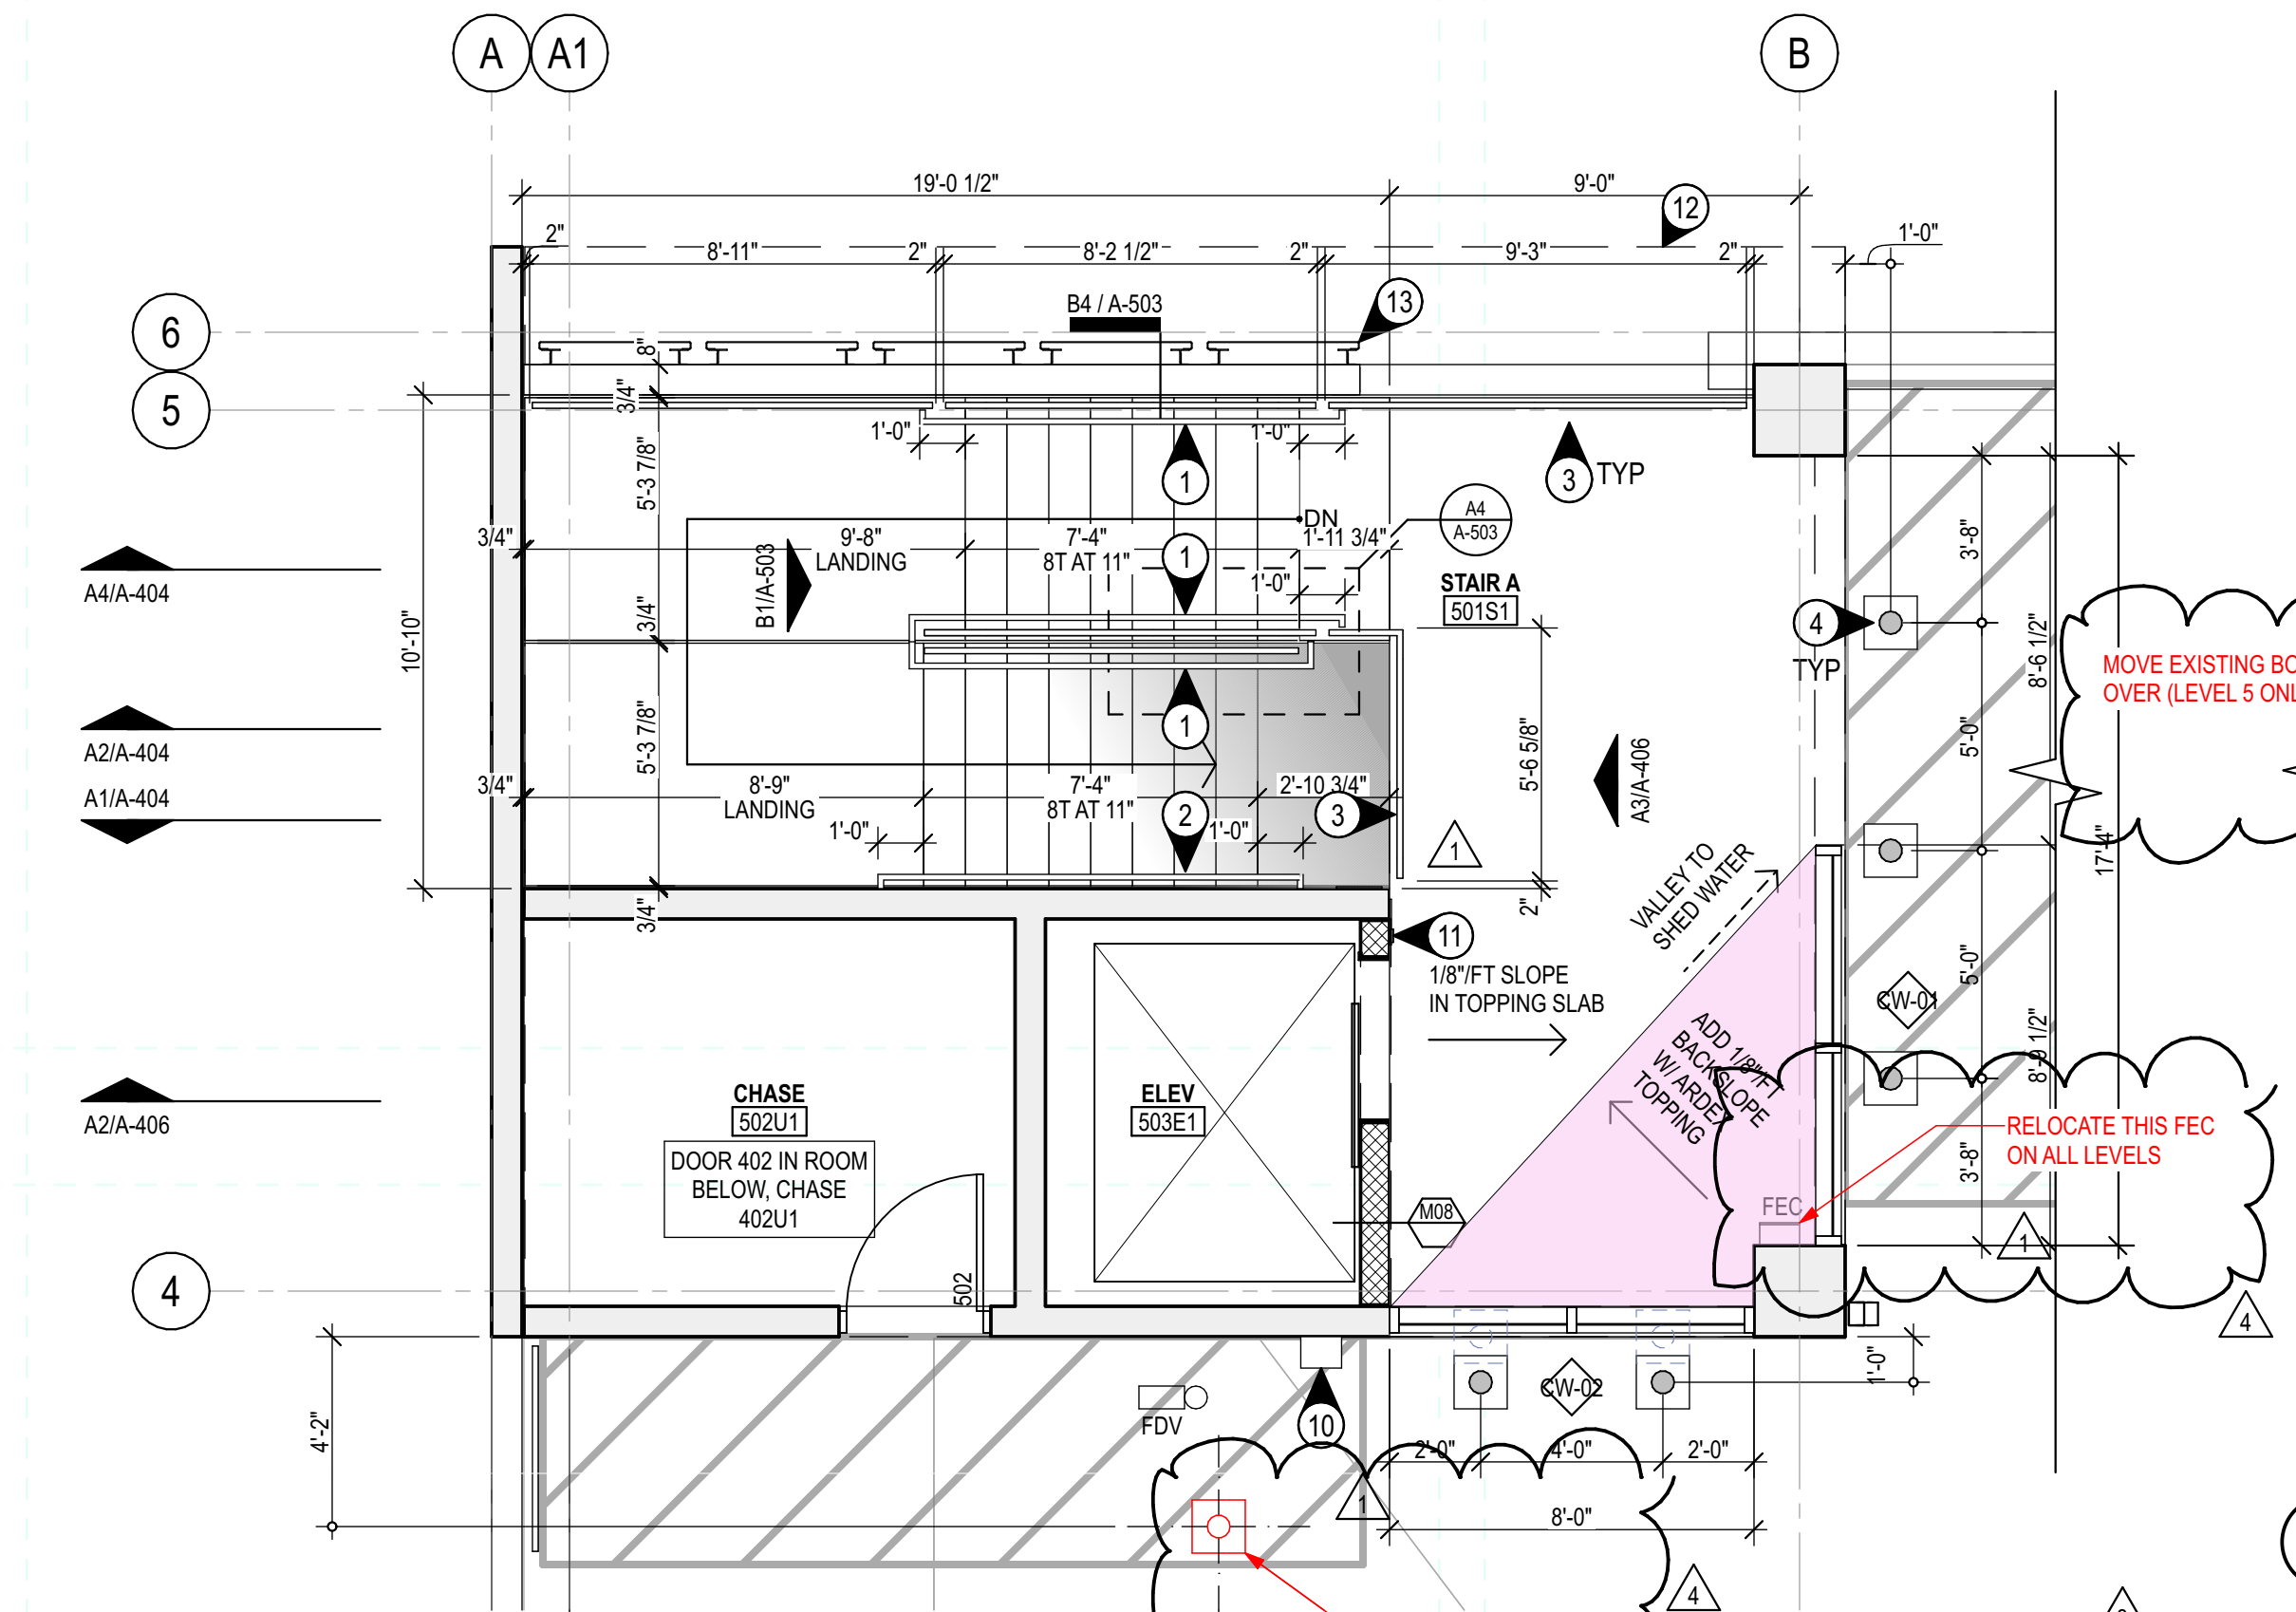 A
A1
B
19'-0 1/2"
9'-0"
12
2"
8'-11"
2"
8'-2 1/2"
2"
9'-3"
2"
1'-0"
B4 / A-503
13
6
8"
5
3/4"
1'-0"
1'-0"
5'-3 7/8"
1
3
TYP
A4
A-503
DN
3/4"
9'-8"
LANDING
7'-4"
8T AT 11"
1'-11 3/4"
3'-8"
1
1'-0"
STAIR A
501S1
A4/A-404
B1/A-503
3/4"
10'-10"
4
TYP
8'-6 1/2"
MOVE EXISTING BO
OVER (LEVEL 5 ONL
A2/A-404
1
5'-3 7/8"
5'-6 5/8"
A3/A-406
5'-0"
3/4"
8'-9"
LANDING
7'-4"
8T AT 11"
2'-10 3/4"
A1/A-404
1'-0"
2
1'-0"
3
1
17'-4"
3/4"
2"
VALLEY TO
SHED WATER
11
1/8"/FT SLOPE
IN TOPPING SLAB
5'-0"
CW-01
ADD 1/8"/FT
BACKSLOPE
W/ ARDEX
TOPPING
8'-9 1/2"
A2/A-406
CHASE
502U1
ELEV
503E1
DOOR 402 IN ROOM
BELOW, CHASE
402U1
RELOCATE THIS FEC
ON ALL LEVELS
3'-8"
M08
FEC
1
4
502
4
1'-0"
4'-2"
FDV
10
CW-02
2'-0"
4'-0"
2'-0"
1
8'-0"
4